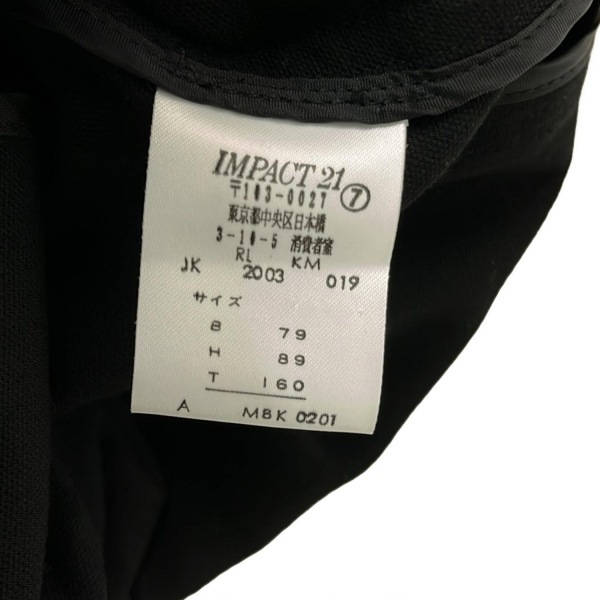 IMPACT 21 ⑦
〒103-0027
東京都中央区日本橋
3-10-5 消費者室
RL KM
JK 2003 019
サイズ
B 79
H 89
T 160
A MBK 0201